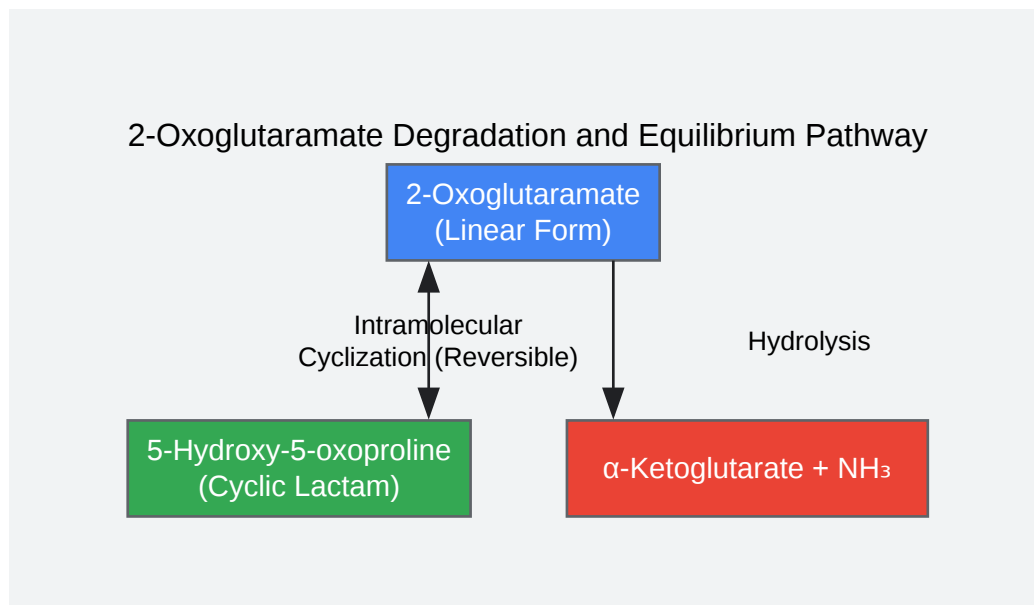 2-Oxoglutaramate Degradation and Equilibrium Pathway
2-Oxoglutaramate
(Linear Form)
Intramolecular
Cyclization (Reversible)
Hydrolysis
5-Hydroxy-5-oxoproline
(Cyclic Lactam)
α-Ketoglutarate + NH₃